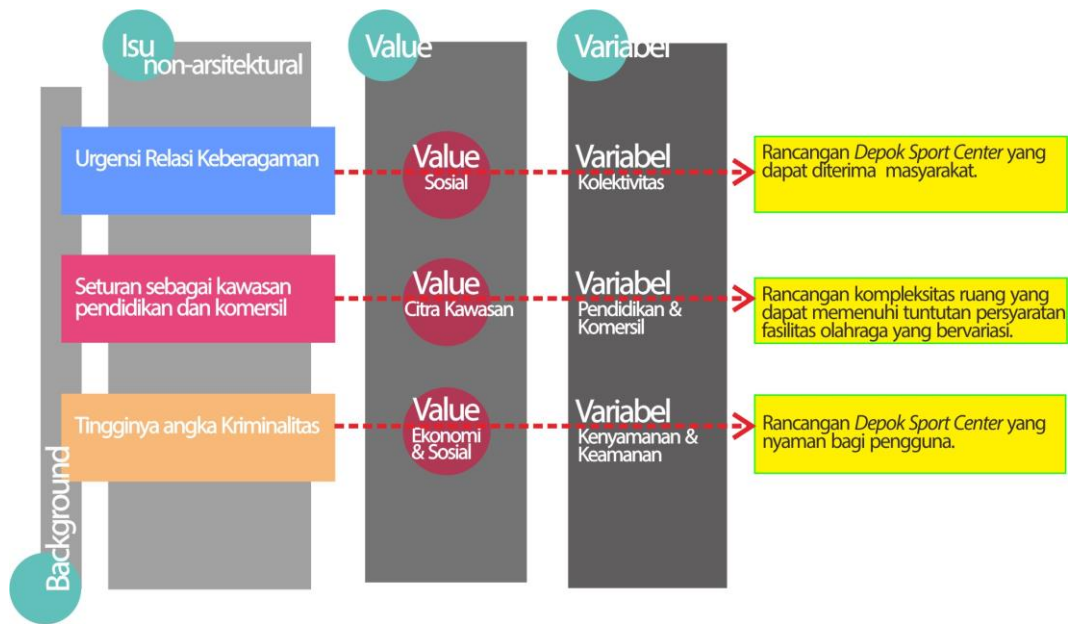 Isu
non-arsitektural
Value
Variabel
Urgensi Relasi Keberagaman
Value
Sosial
Variabel
Kolektivitas
Rancangan Depok Sport Center yang
dapat diterima masyarakat.
Seturan sebagai kawasan
pendidikan dan komersil
Value
Citra Kawasan
Variabel
Pendidikan &
Komersil
Rancangan kompleksitas ruang yang
dapat memenuhi tuntutan persyaratan
fasilitas olahraga yang bervariasi.
Tingginya angka Kriminalitas
Value
Ekonomi
& Sosial
Variabel
Kenyamanan &
Keamanan
Rancangan Depok Sport Center yang
nyaman bagi pengguna.
Background